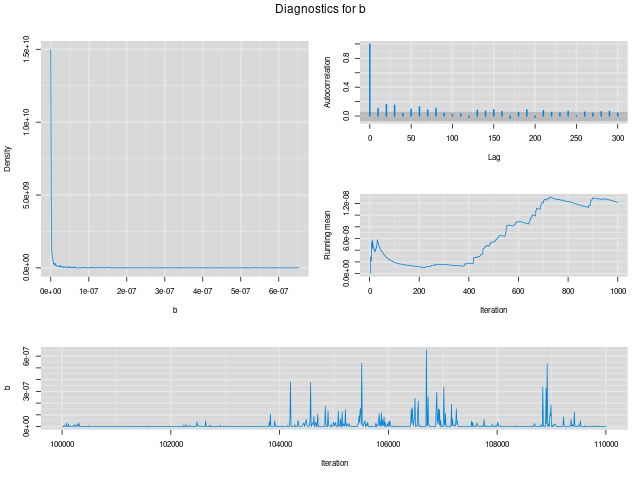 Diagnostics for b
Density
0.0e+00 5.0e+09 1.0e+10 1.5e+10
0e+00 1e-07 2e-07 3e-07 4e-07 5e-07 6e-07
b
Autocorrelation
0.0 0.4 0.8
0 50 100 150 200 250 300
Lag
Running mean
0.0e+00 6.0e-09 1.2e-08
0 200 400 600 800 1000
Iteration
b
0e+00 3e-07 6e-07
100000 102000 104000 106000 108000 110000
Iteration